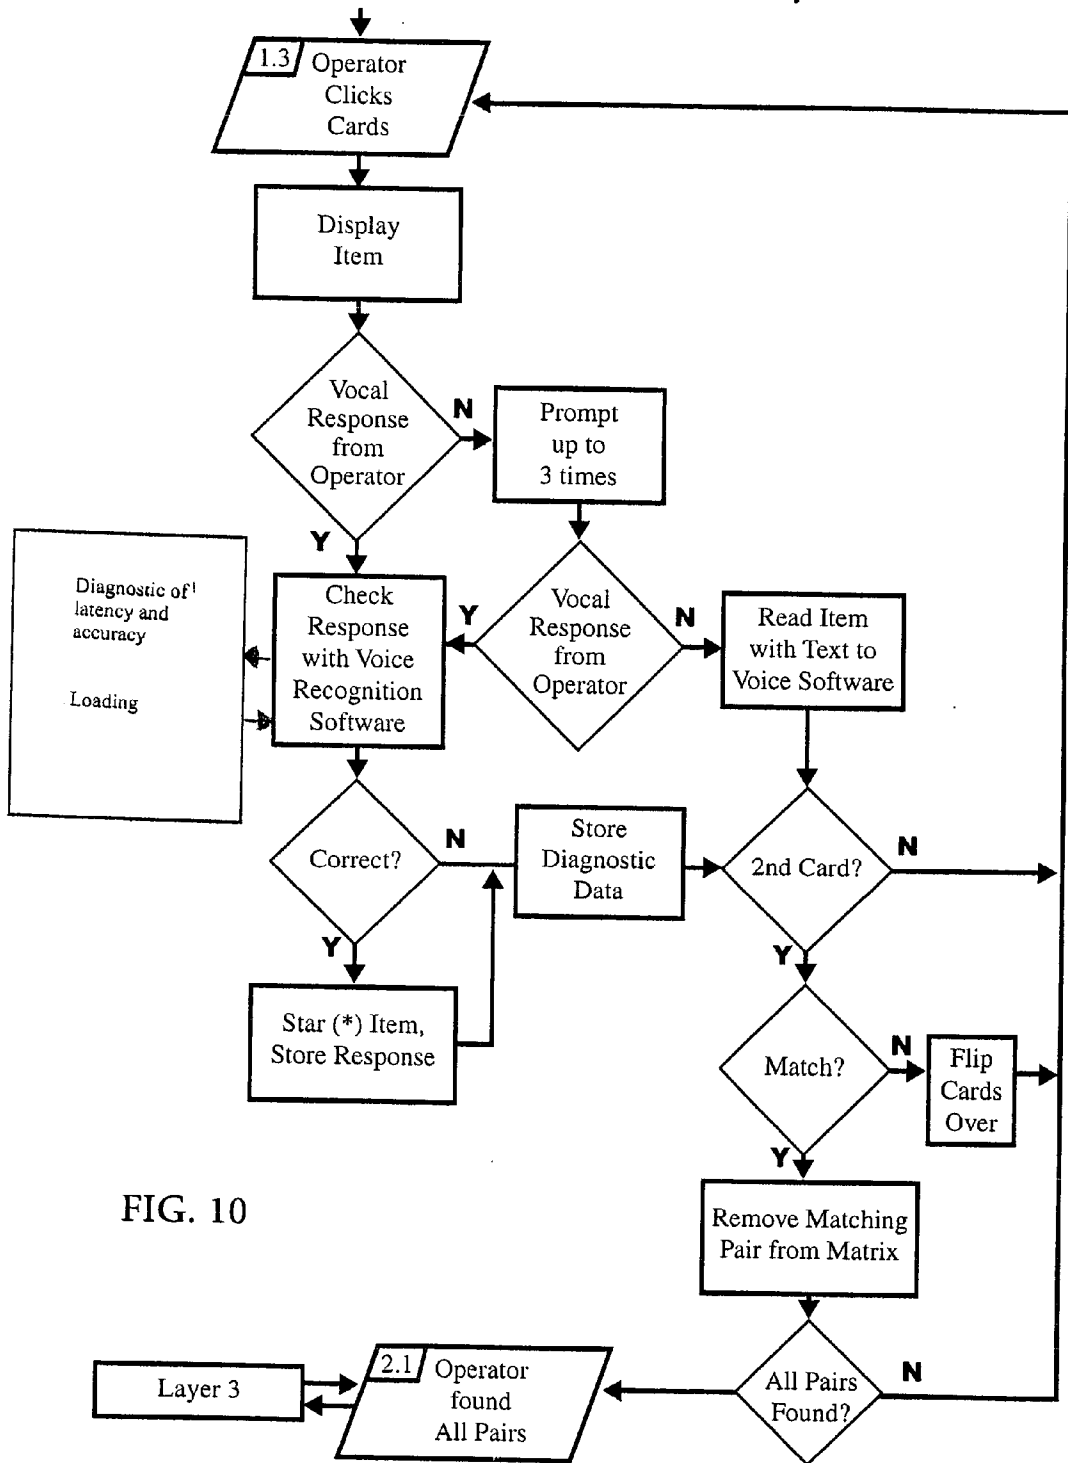 1.3
Operator
Clicks
Cards
Display
Item
Vocal
Response
from
Operator
N
Y
Prompt
up to
3 times
Diagnostic of
latency and
accuracy
Loading
Check
Response
with Voice
Recognition
Software
Y
Vocal
Response
from
Operator
N
Read Item
with Text to
Voice Software
Correct?
N
Y
Store
Diagnostic
Data
2nd Card?
N
Y
Star (*) Item,
Store Response
Match?
N
Y
Flip
Cards
Over
FIG. 10
Remove Matching
Pair from Matrix
Layer 3
2.1
Operator
found
All Pairs
All Pairs
Found?
N